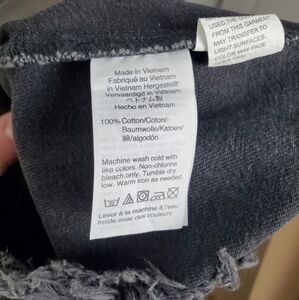 USED. THE COLOR
FROM THIS GARMENT
MAY TRANSFER TO
LIGHT SURFACES
COLOR MAY FADE
Made in Vietnam
Fabriqué au Vietnam
in Vietnam Hergestellt
Vervaardigd in Vietnam
ベトナム製
Hecho en Vietnam
100% Cotton/Coton/
Baumwolle/Katoen/
綿/algodón
Machine wash cold with
like colors. Non-chlorine
bleach only. Tumble dry
low. Warm iron as needed.
Laver à la machine à l'eau
froide avec des couleurs